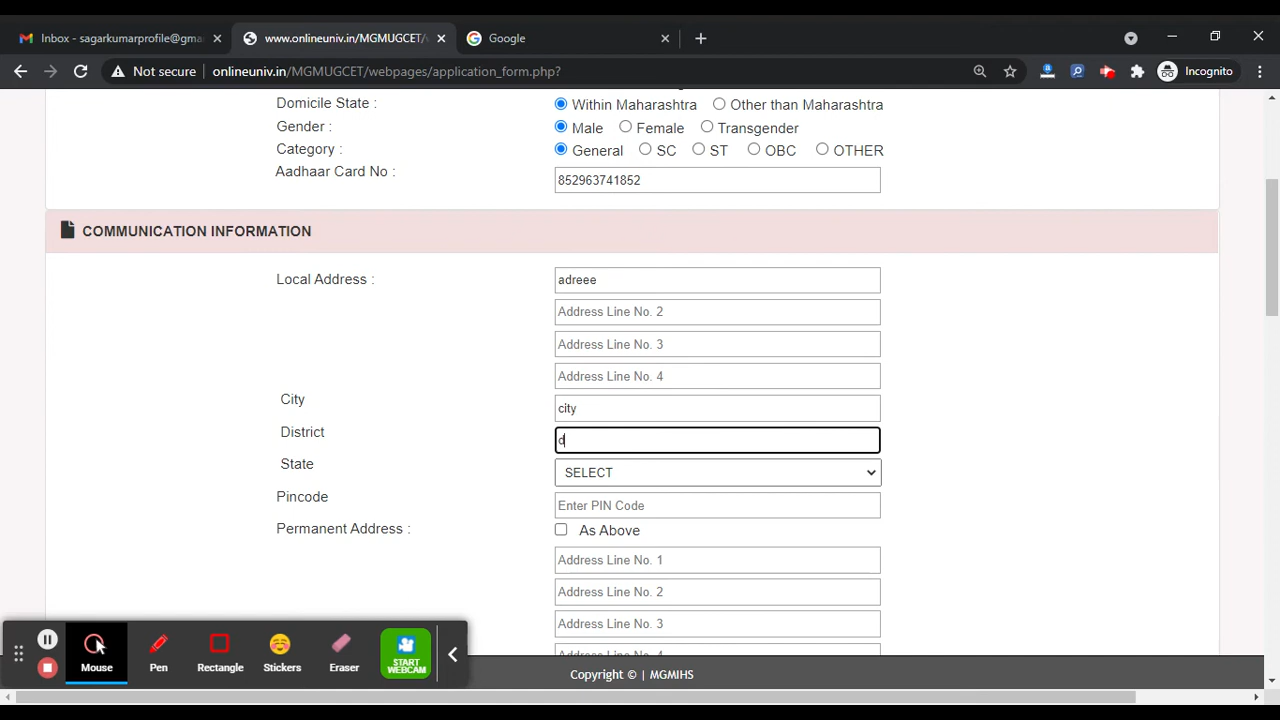 Inbox - sagarkumarprofile@gma
www.onlineuniv.in/MGMUGCET/
Google
Not secure
onlineuniv.in/MGMUGCET/webpages/application_form.php?
Incognito
Domicile State :
Within Maharashtra
Other than Maharashtra
Gender :
Male
Female
Transgender
Category :
General
SC
ST
OBC
OTHER
Aadhaar Card No :
852963741852
COMMUNICATION INFORMATION
Local Address :
adreee
Address Line No. 2
Address Line No. 3
Address Line No. 4
City
city
District
d
State
SELECT
Pincode
Enter PIN Code
Permanent Address :
As Above
Address Line No. 1
Address Line No. 2
Address Line No. 3
Address Line No. 4
Mouse
Pen
Rectangle
Stickers
Eraser
START
WEBCAM
Copyright © | MGMIHS